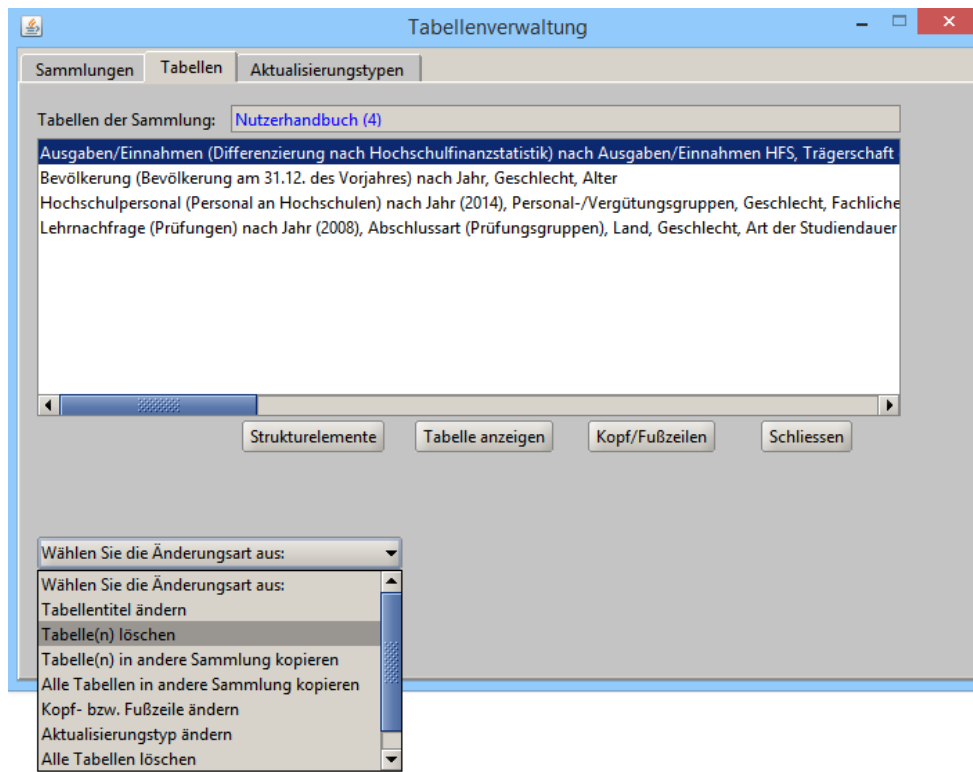 Tabellenverwaltung
Sammlungen Tabellen Aktualisierungstypen
Tabellen der Sammlung: Nutzerhandbuch (4)
Ausgaben/Einnahmen (Differenzierung nach Hochschulfinanzstatistik) nach Ausgaben/Einnahmen HFS, Trägerschaft
Bevölkerung (Bevölkerung am 31.12. des Vorjahres) nach Jahr, Geschlecht, Alter
Hochschulpersonal (Personal an Hochschulen) nach Jahr (2014), Personal-/Vergütungsgruppen, Geschlecht, Fachliche
Lehrnachfrage (Prüfungen) nach Jahr (2008), Abschlussart (Prüfungsgruppen), Land, Geschlecht, Art der Studiendauer
Strukturelemente Tabelle anzeigen Kopf/Fußzeilen Schliessen
Wählen Sie die Änderungsart aus:
Wählen Sie die Änderungsart aus:
Tabellentitel ändern
Tabelle(n) löschen
Tabelle(n) in andere Sammlung kopieren
Alle Tabellen in andere Sammlung kopieren
Kopf- bzw. Fußzeile ändern
Aktualisierungstyp ändern
Alle Tabellen löschen